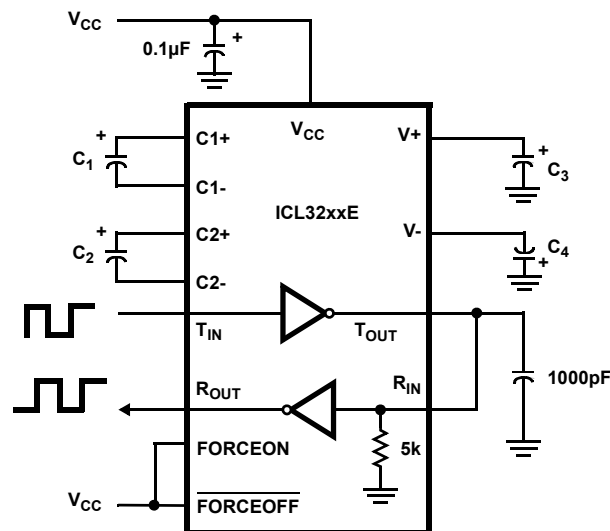 VCC
+
0.1µF
+
C1
C1+
C1-
VCC
V+
+
C3
ICL32xxE
+
C2
C2+
C2-
V-
C4
+
TIN
TOUT
ROUT
RIN
1000pF
5k
FORCEON
VCC
FORCEOFF